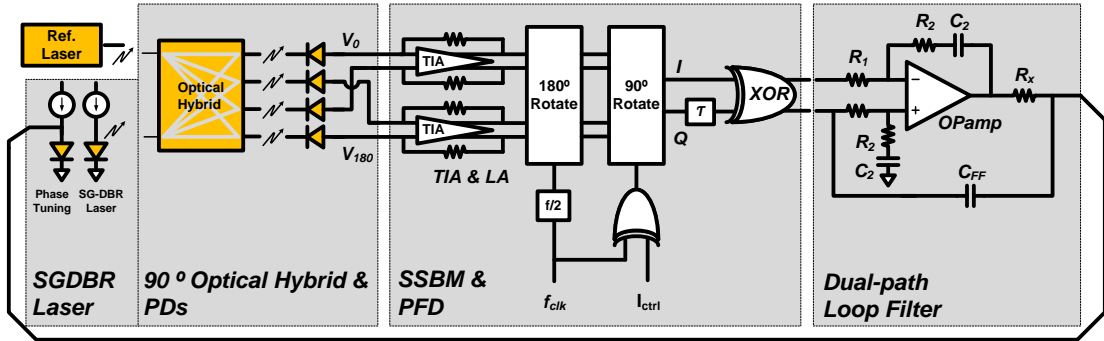 Ref.
Laser
Optical
Hybrid
V0
V180
TIA
TIA
TIA & LA
180º
Rotate
90º
Rotate
f/2
I
Q
τ
XOR
R1
R2
C2
−
+
OPamp
Rx
R2
C2
CFF
Phase
Tuning
SG-DBR
Laser
fclk
Ictrl
SGDBR
Laser
90 º Optical Hybrid &
PDs
SSBM &
PFD
Dual-path
Loop Filter